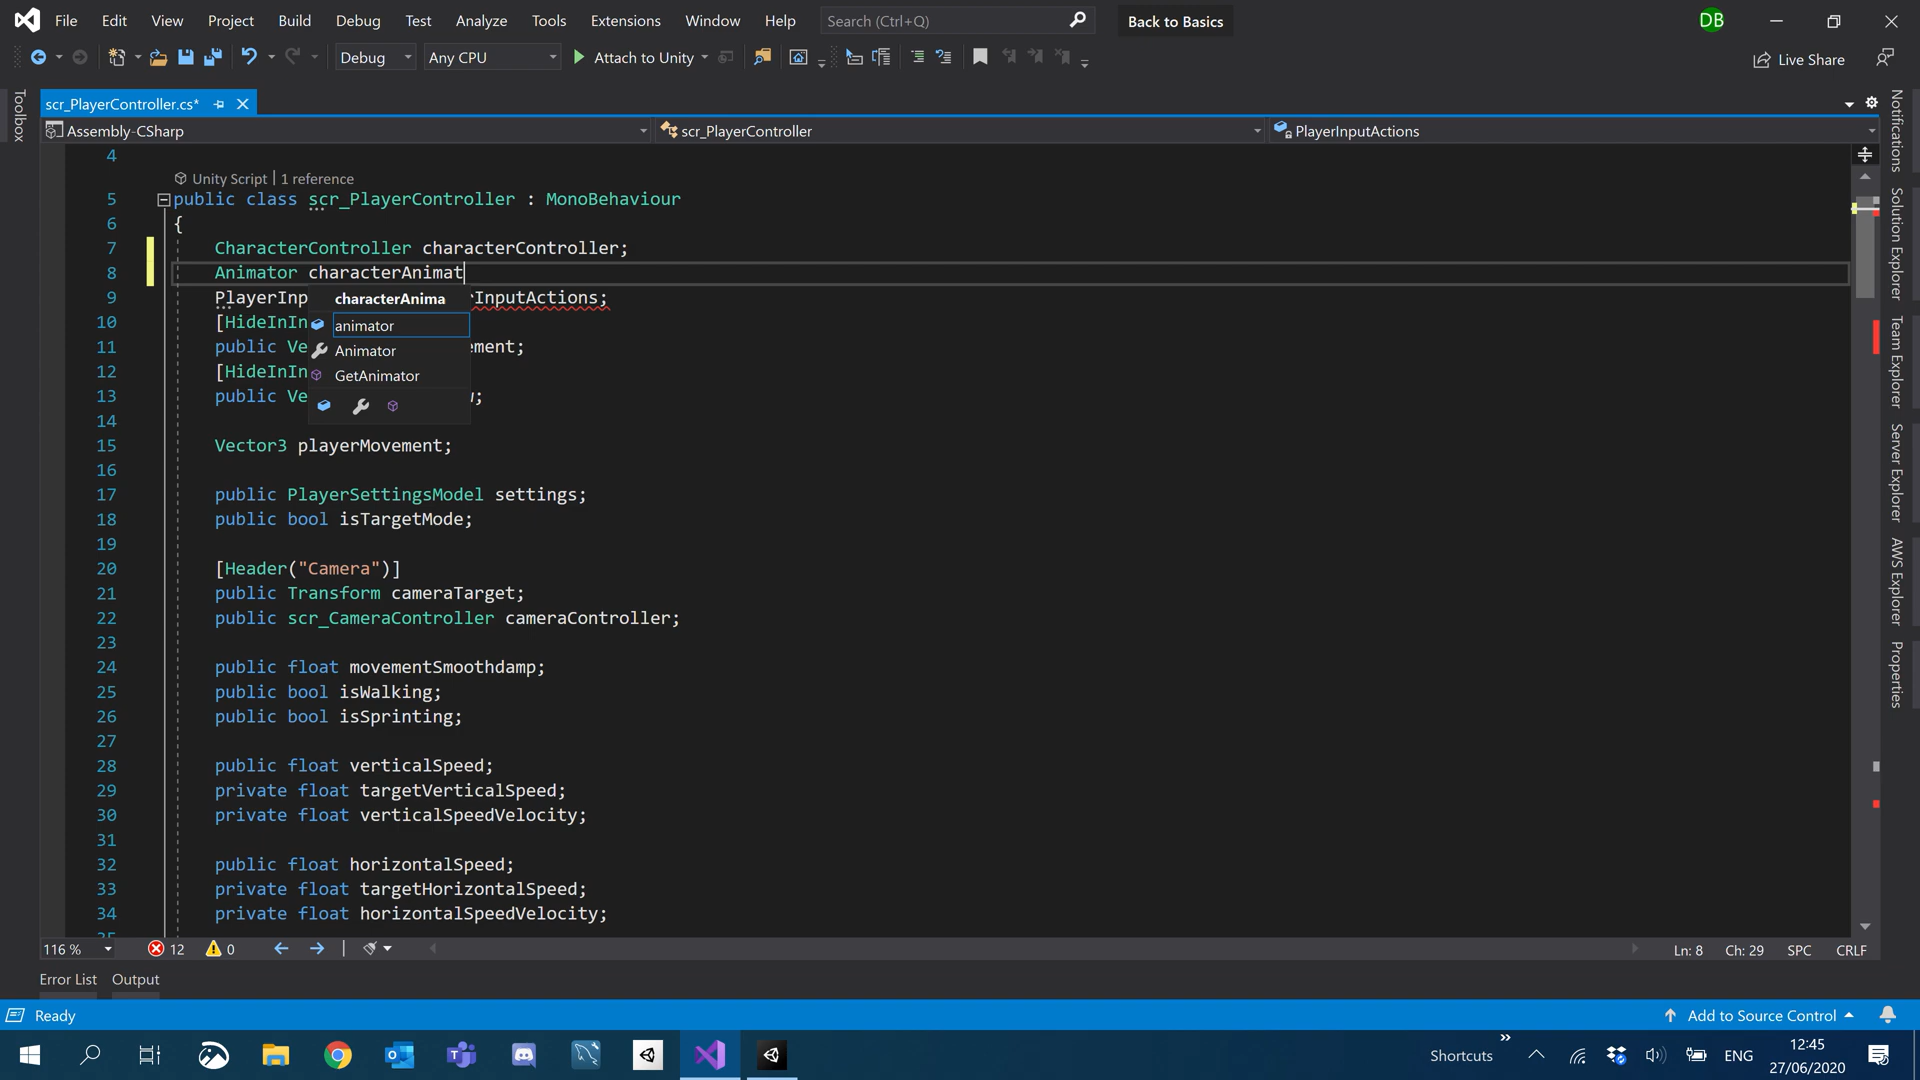 File Edit View Project Build Debug Test Analyze Tools Extensions Window Help Search (Ctrl+Q) Back to Basics DB
Debug Any CPU Attach to Unity Live Share
Toolbox
scr_PlayerController.cs*
Assembly-CSharp scr_PlayerController PlayerInputActions
4
Unity Script | 1 reference
5 public class scr_PlayerController : MonoBehaviour
6 {
7 CharacterController characterController;
8 Animator characterAnimat
9 PlayerInp characterAnima rInputActions;
10 [HideInIn animator
11 public Ve Animator ement;
12 [HideInIn GetAnimator
13 public Ve ;
14
15 Vector3 playerMovement;
16
17 public PlayerSettingsModel settings;
18 public bool isTargetMode;
19
20 [Header("Camera")]
21 public Transform cameraTarget;
22 public scr_CameraController cameraController;
23
24 public float movementSmoothdamp;
25 public bool isWalking;
26 public bool isSprinting;
27
28 public float verticalSpeed;
29 private float targetVerticalSpeed;
30 private float verticalSpeedVelocity;
31
32 public float horizontalSpeed;
33 private float targetHorizontalSpeed;
34 private float horizontalSpeedVelocity;
Notifications
Solution Explorer
Team Explorer
Server Explorer
AWS Explorer
Properties
116 % 12 0 Ln: 8 Ch: 29 SPC CRLF
Error List Output
Ready Add to Source Control
Shortcuts ENG 12:45
27/06/2020